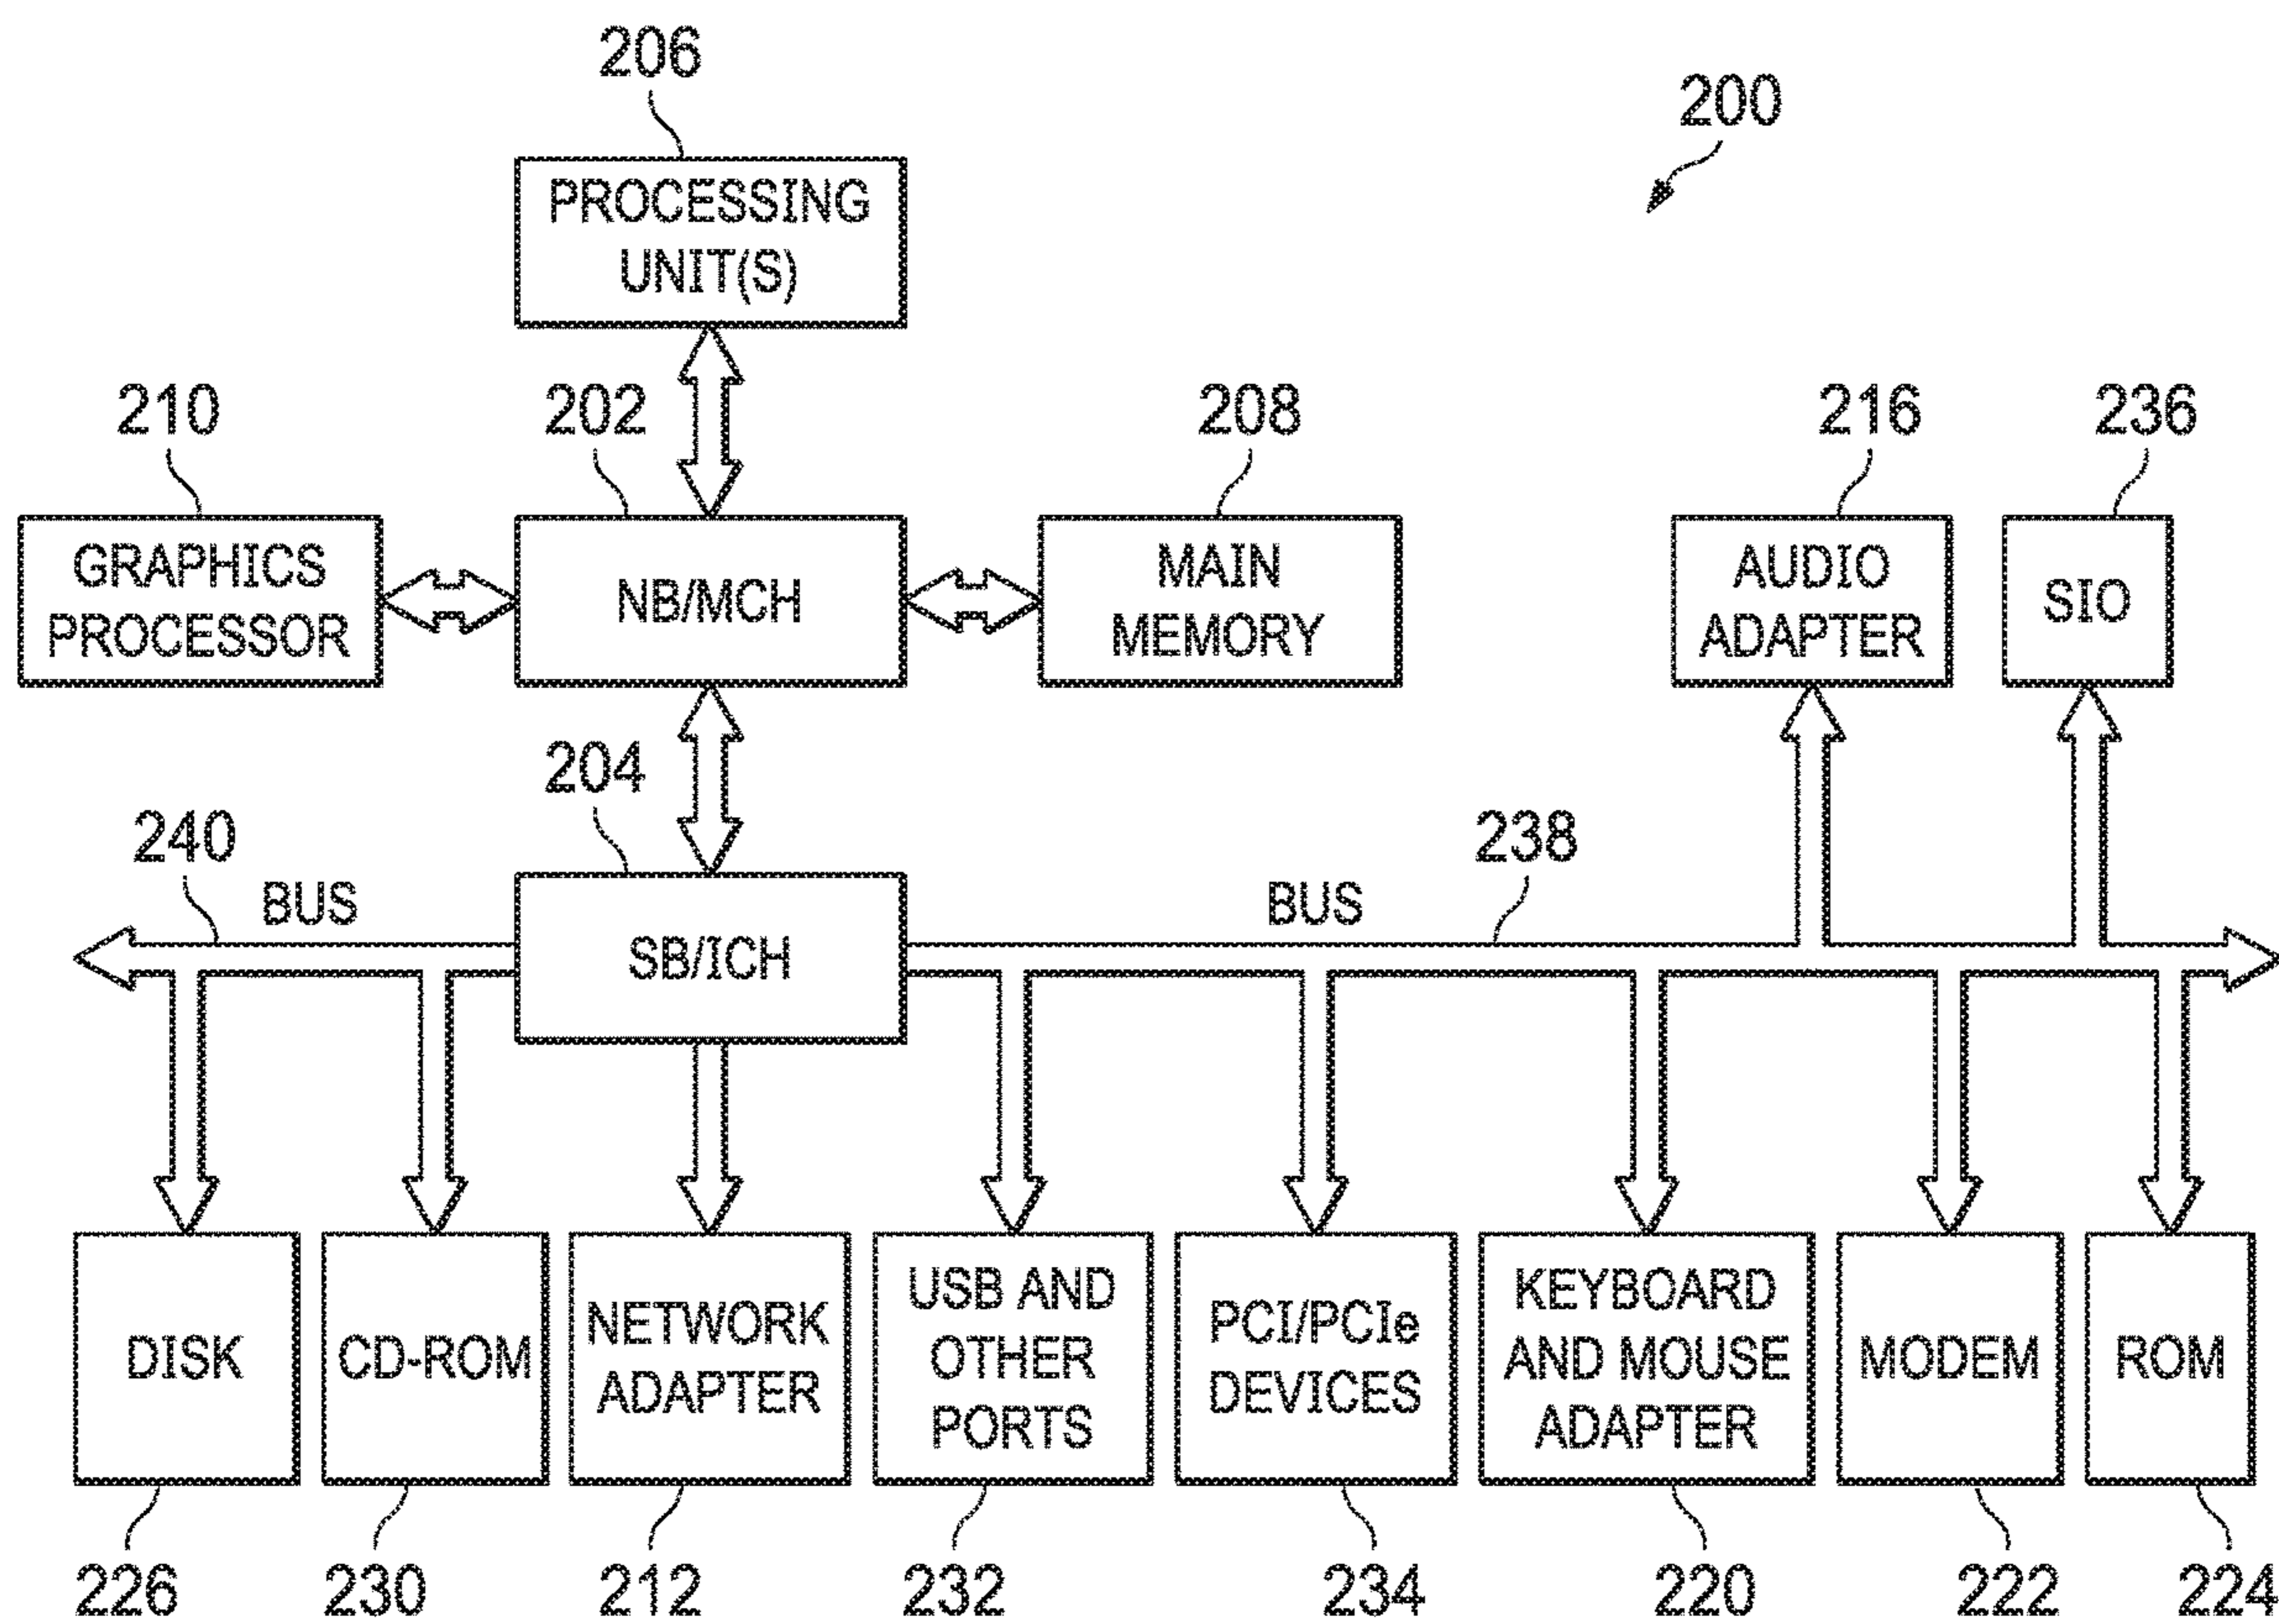 206
200
PROCESSING
UNIT(S)
210
202
208
216
236
GRAPHICS
PROCESSOR
NB/MCH
MAIN
MEMORY
AUDIO
ADAPTER
SIO
204
240
BUS
238
BUS
SB/ICH
DISK
CD-ROM
NETWORK
ADAPTER
USB AND
OTHER
PORTS
PCI/PCIe
DEVICES
KEYBOARD
AND MOUSE
ADAPTER
MODEM
ROM
226
230
212
232
234
220
222
224